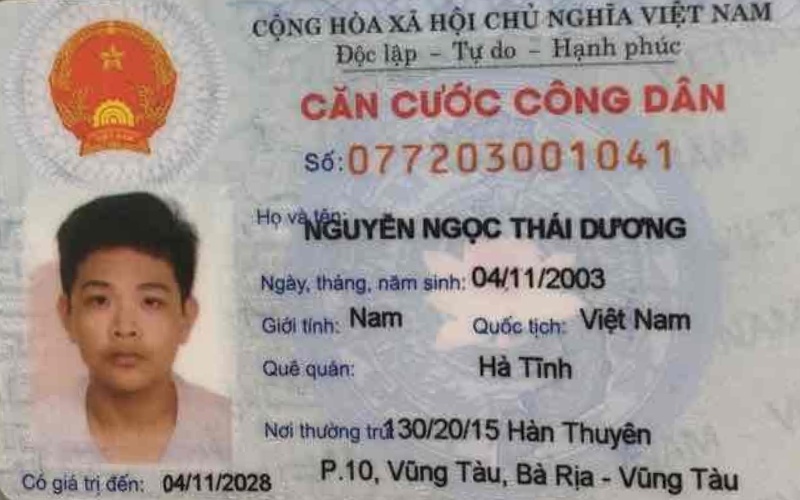 CỘNG HÒA XÃ HỘI CHỦ NGHĨA VIỆT NAM
Độc lập - Tự do - Hạnh phúc
CĂN CƯỚC CÔNG DÂN
Số: 077203001041
Họ và tên: NGUYỄN NGỌC THÁI DƯƠNG
Ngày, tháng, năm sinh: 04/11/2003
Giới tính: Nam Quốc tịch: Việt Nam
Quê quán: Hà Tĩnh
Nơi thường trú: 130/20/15 Hàn Thuyên
P.10, Vũng Tàu, Bà Rịa - Vũng Tàu
Có giá trị đến: 04/11/2028